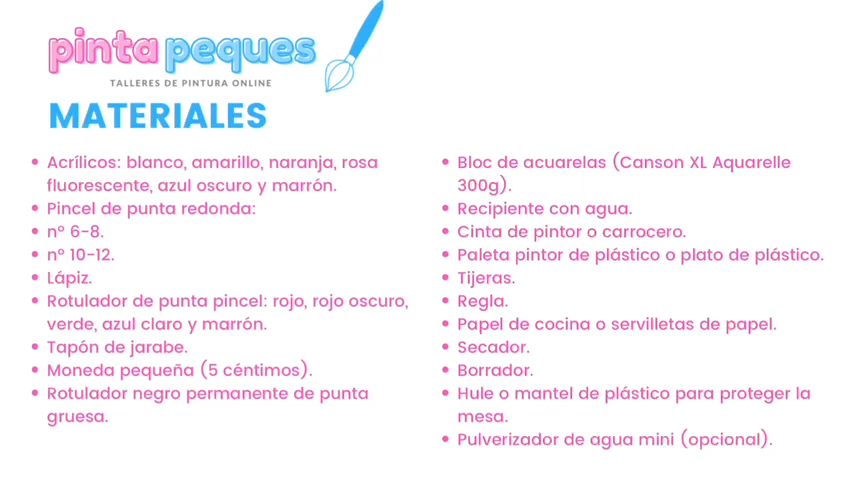 pinta peques
TALLERES DE PINTURA ONLINE
MATERIALES
• Acrílicos: blanco, amarillo, naranja, rosa
fluorescente, azul oscuro y marrón.
• Pincel de punta redonda:
• nº 6-8.
• nº 10-12.
• Lápiz.
• Rotulador de punta pincel: rojo, rojo oscuro,
verde, azul claro y marrón.
• Tapón de jarabe.
• Moneda pequeña (5 céntimos).
• Rotulador negro permanente de punta
gruesa.
• Bloc de acuarelas (Canson XL Aquarelle
300g).
• Recipiente con agua.
• Cinta de pintor o carrocero.
• Paleta pintor de plástico o plato de plástico.
• Tijeras.
• Regla.
• Papel de cocina o servilletas de papel.
• Secador.
• Borrador.
• Hule o mantel de plástico para proteger la
mesa.
• Pulverizador de agua mini (opcional).